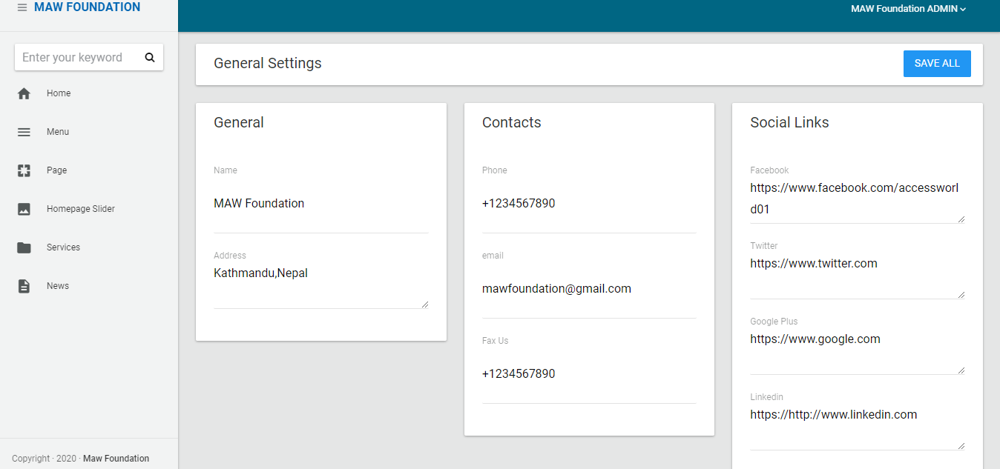 MAW FOUNDATION
MAW Foundation ADMIN
Enter your keyword
Home
Menu
Page
Homepage Slider
Services
News
Copyright · 2020 · Maw Foundation
General Settings
SAVE ALL
General
Name
MAW Foundation
Address
Kathmandu,Nepal
Contacts
Phone
+1234567890
email
mawfoundation@gmail.com
Fax Us
+1234567890
Social Links
Facebook
https://www.facebook.com/accessworl
d01
Twitter
https://www.twitter.com
Google Plus
https://www.google.com
Linkedin
https://http://www.linkedin.com